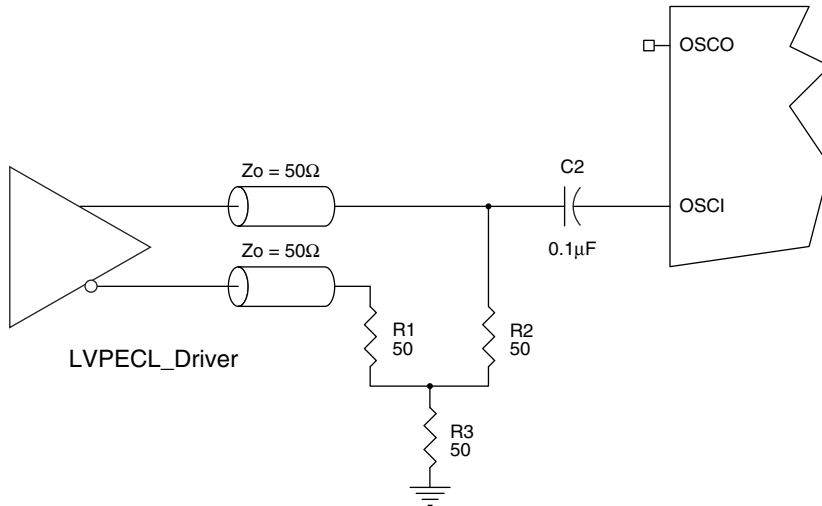 OSCO
Zo = 50Ω
C2
OSCI
0.1μF
Zo = 50Ω
R1
50
R2
50
LVPECL_Driver
R3
50